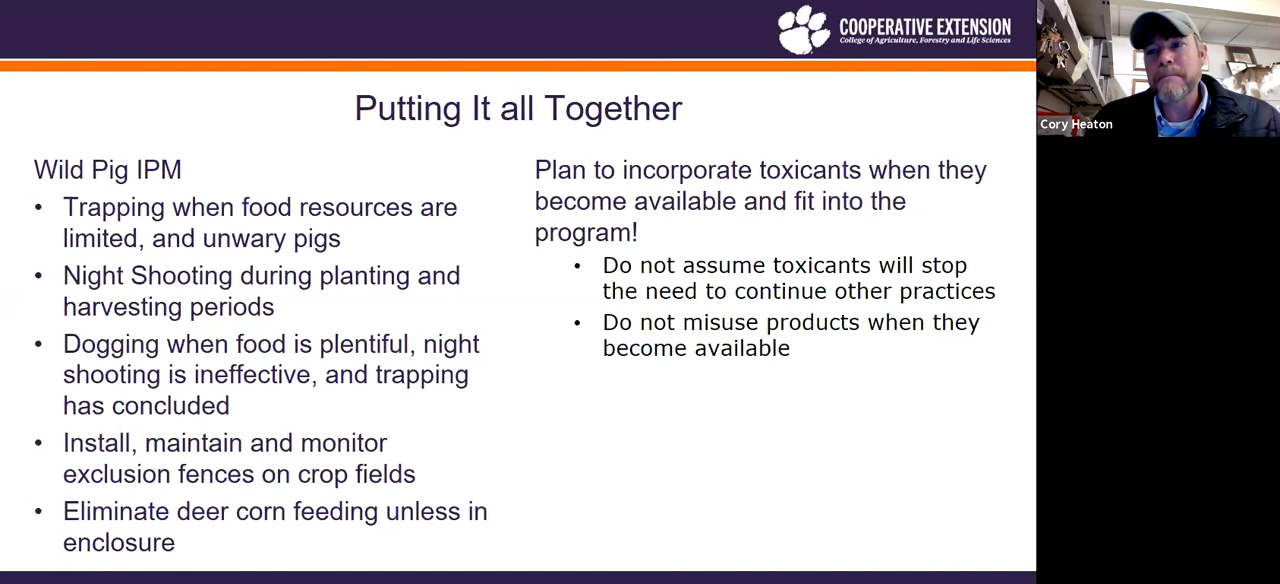 COOPERATIVE EXTENSION
College of Agriculture, Forestry and Life Sciences
Cory Heaton
Putting It all Together
Wild Pig IPM
• Trapping when food resources are
limited, and unwary pigs
• Night Shooting during planting and
harvesting periods
• Dogging when food is plentiful, night
shooting is ineffective, and trapping
has concluded
• Install, maintain and monitor
exclusion fences on crop fields
• Eliminate deer corn feeding unless in
enclosure
Plan to incorporate toxicants when they
become available and fit into the
program!
• Do not assume toxicants will stop
the need to continue other practices
• Do not misuse products when they
become available